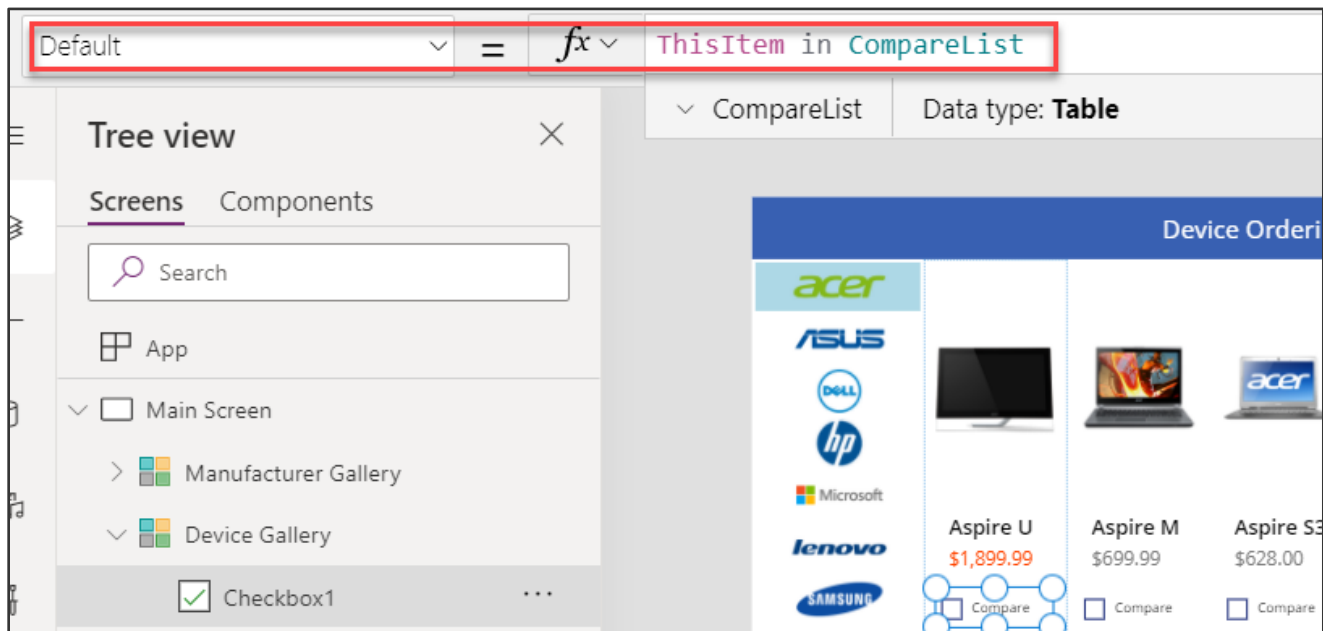 Default = fx ThisItem in CompareList
CompareList Data type: Table
Tree view
Screens Components
Search
App
Main Screen
Manufacturer Gallery
Device Gallery
Checkbox1 ...
Device Orderi
acer
ASUS
DELL
hp
Microsoft
lenovo
SAMSUNG
acer
Aspire U Aspire M Aspire S3
$1,899.99 $699.99 $628.00
Compare Compare Compare